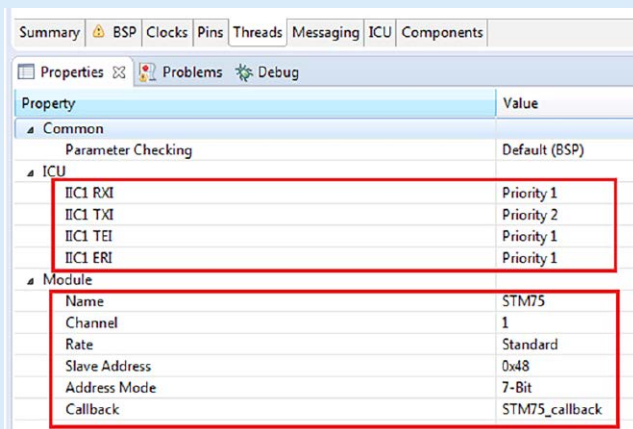 Summary BSP Clocks Pins Threads Messaging ICU Components
Properties Problems Debug
Property Value
Common
Parameter Checking Default (BSP)
ICU
IIC1 RXI Priority 1
IIC1 TXI Priority 2
IIC1 TEI Priority 1
IIC1 ERI Priority 1
Module
Name STM75
Channel 1
Rate Standard
Slave Address 0x48
Address Mode 7-Bit
Callback STM75_callback